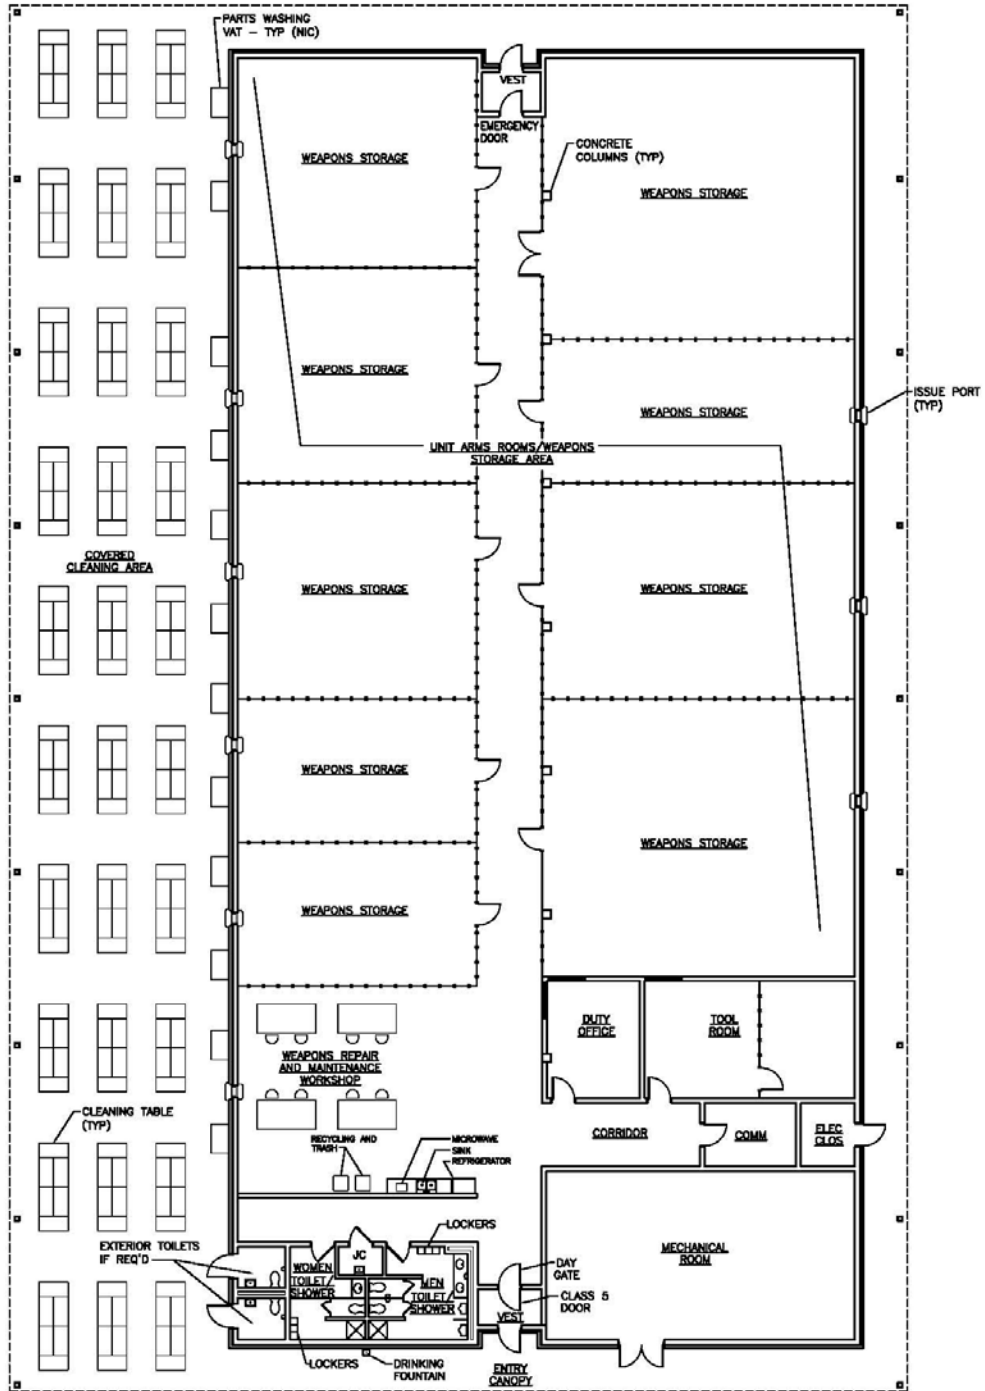 PARTS WASHING
VAT – TYP (NIC)
VEST
EMERGENCY
DOOR
CONCRETE
COLUMNS (TYP)
WEAPONS STORAGE
WEAPONS STORAGE
WEAPONS STORAGE
WEAPONS STORAGE
ISSUE PORT
(TYP)
UNIT ARMS ROOMS/WEAPONS
STORAGE AREA
COVERED
CLEANING AREA
WEAPONS STORAGE
WEAPONS STORAGE
WEAPONS STORAGE
WEAPONS STORAGE
WEAPONS STORAGE
DUTY
OFFICE
TOOL
ROOM
WEAPONS REPAIR
AND MAINTENANCE
WORKSHOP
CLEANING TABLE
(TYP)
RECYCLING AND
TRASH
MICROWAVE
SINK
REFRIGERATOR
CORRIDOR
COMM
ELEC
CLOS
LOCKERS
EXTERIOR TOILETS
IF REQ'D
WOMEN
TOILET/
SHOWER
JC
MEN
TOILET/
SHOWER
DAY
GATE
CLASS 5
DOOR
MECHANICAL
ROOM
VEST
LOCKERS
DRINKING
FOUNTAIN
ENTRY
CANOPY